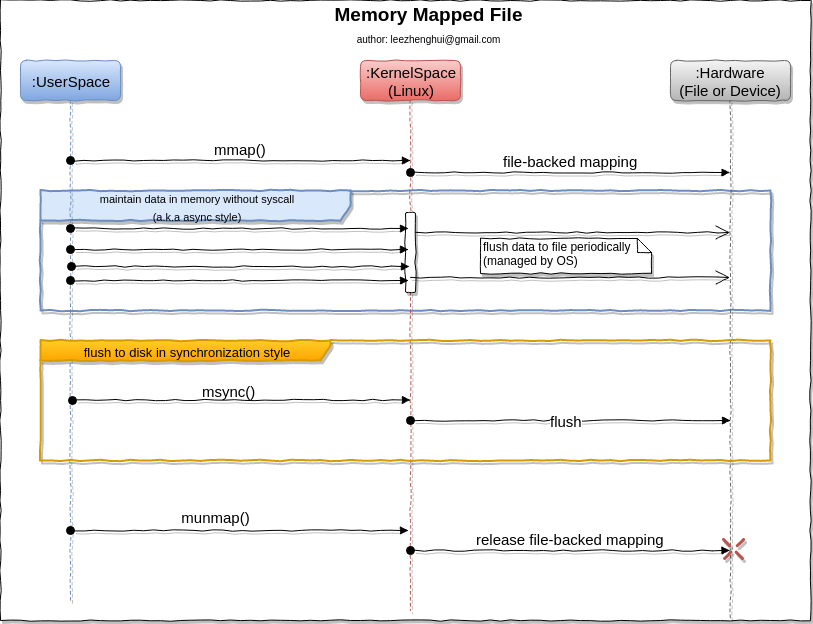 Memory Mapped File
author: leezhenghui@gmail.com
:UserSpace
:KernelSpace
(Linux)
:Hardware
(File or Device)
mmap()
file-backed mapping
maintain data in memory without syscall
(a.k.a async style)
flush data to file periodically
(managed by OS)
flush to disk in synchronization style
msync()
flush
munmap()
release file-backed mapping